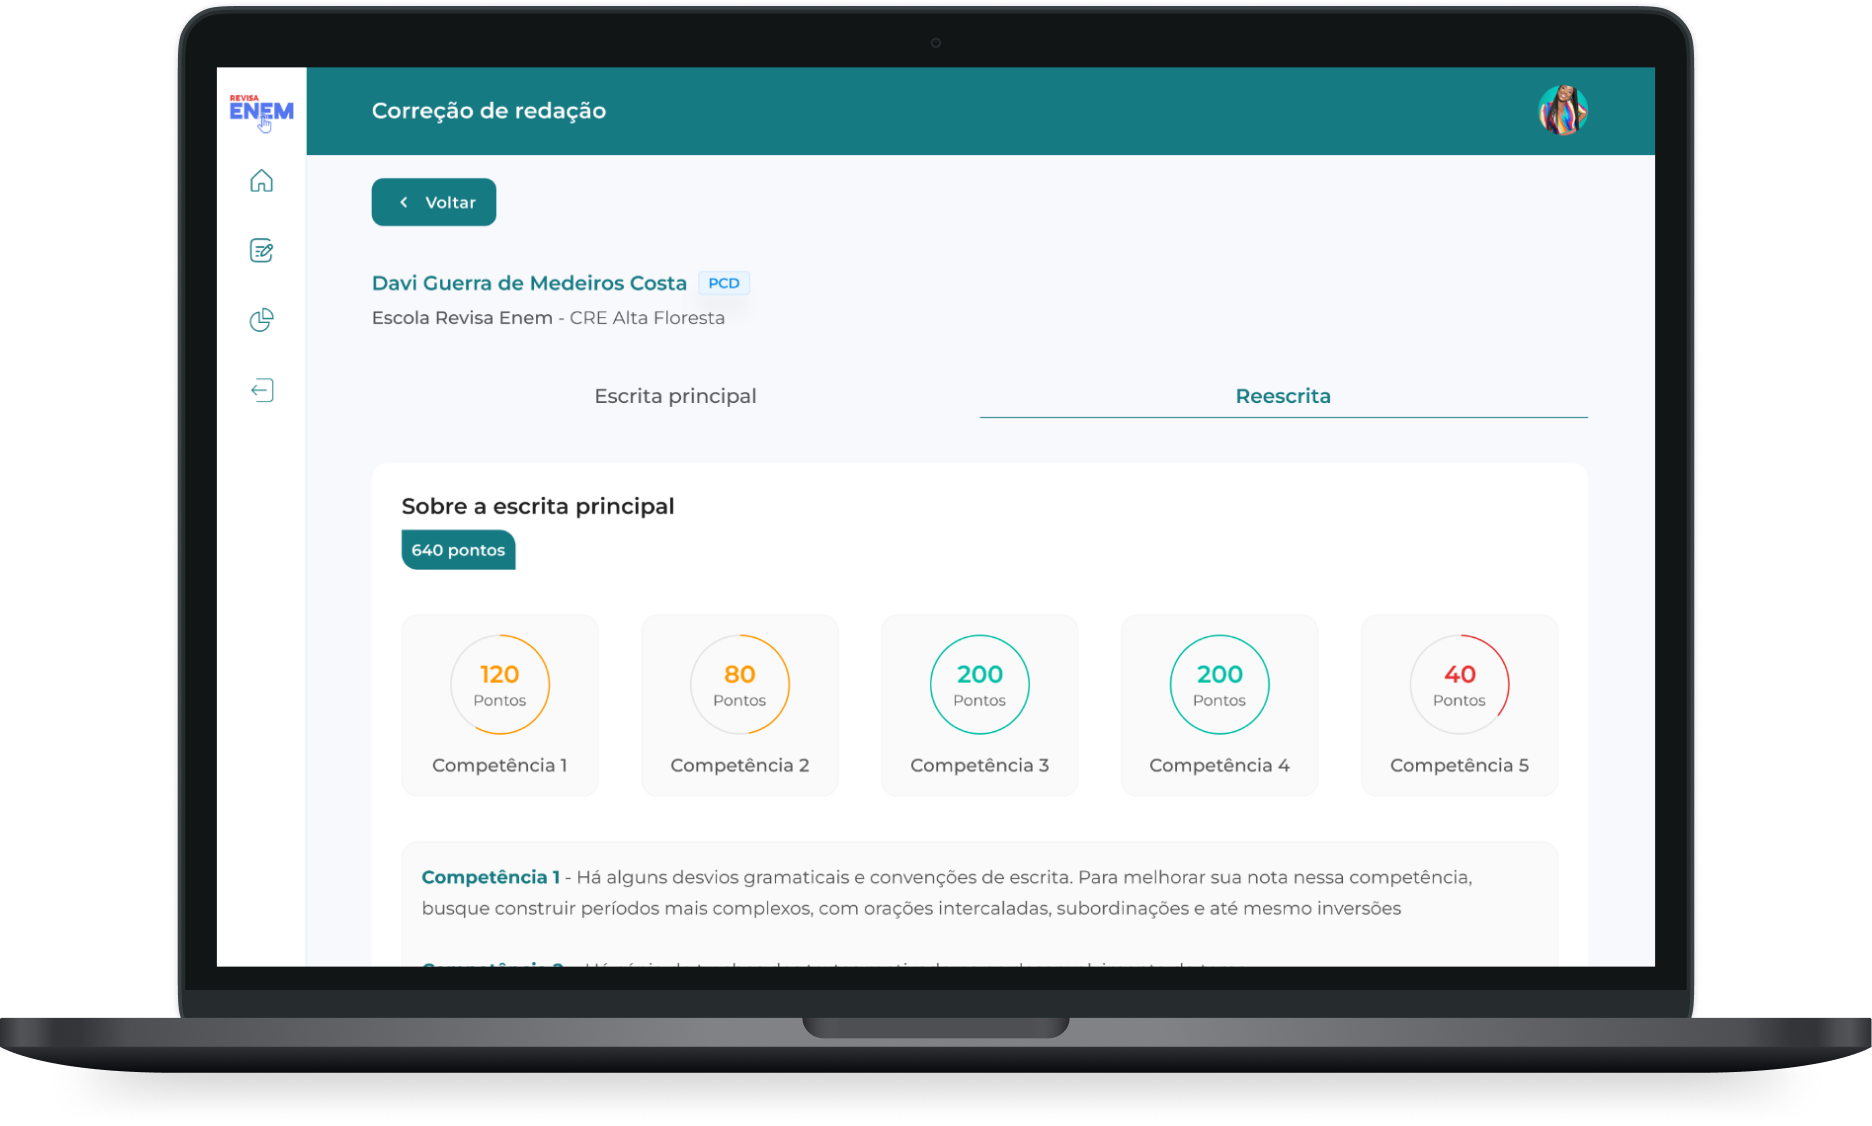 REVISA
ENEM
Correção de redação
Voltar
Davi Guerra de Medeiros Costa PCD
Escola Revisa Enem - CRE Alta Floresta
Escrita principal
Reescrita
Sobre a escrita principal
640 pontos
120
Pontos
Competência 1
80
Pontos
Competência 2
200
Pontos
Competência 3
200
Pontos
Competência 4
40
Pontos
Competência 5
Competência 1 - Há alguns desvios gramaticais e convenções de escrita. Para melhorar sua nota nessa competência,
busque construir períodos mais complexos, com orações intercaladas, subordinações e até mesmo inversões